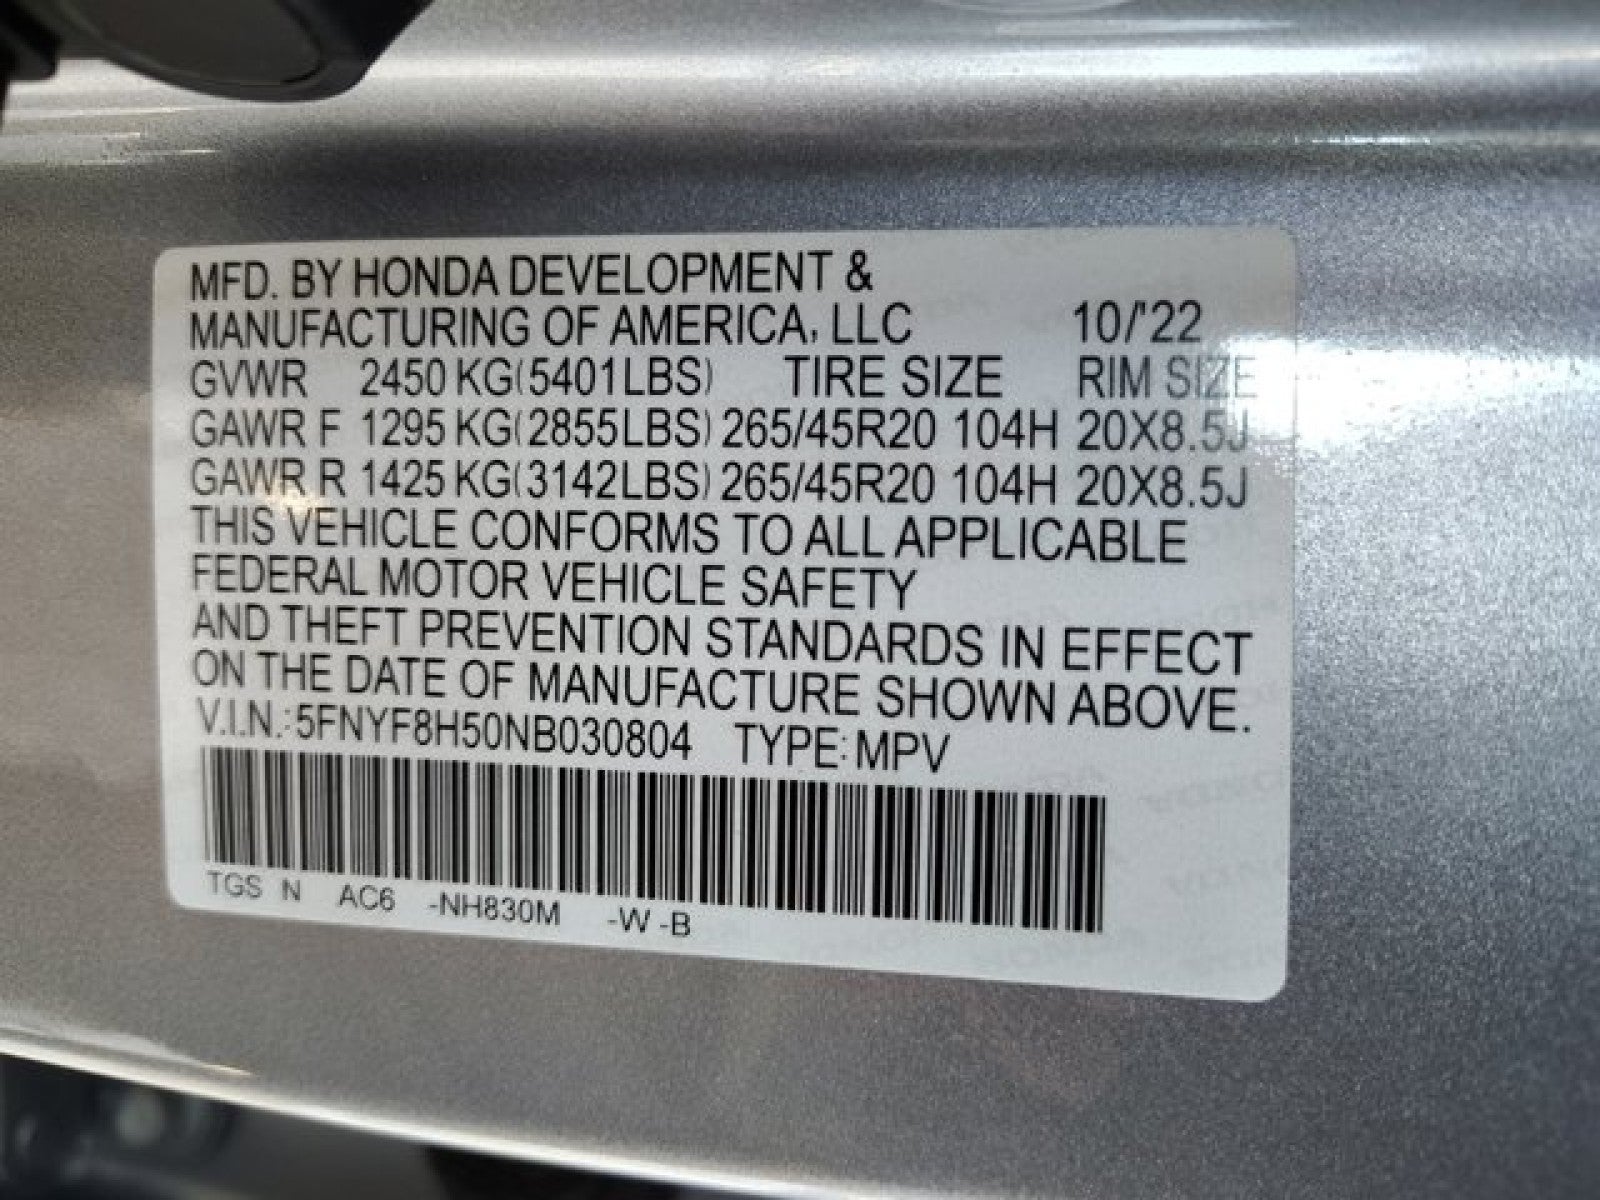 MFD. BY HONDA DEVELOPMENT &
MANUFACTURING OF AMERICA, LLC 10/'22
GVWR 2450 KG(5401LBS) TIRE SIZE RIM SIZE
GAWR F 1295 KG(2855LBS) 265/45R20 104H 20X8.5J
GAWR R 1425 KG(3142LBS) 265/45R20 104H 20X8.5J
THIS VEHICLE CONFORMS TO ALL APPLICABLE
FEDERAL MOTOR VEHICLE SAFETY
AND THEFT PREVENTION STANDARDS IN EFFECT
ON THE DATE OF MANUFACTURE SHOWN ABOVE.
V.I.N.: 5FNYF8H50NB030804 TYPE: MPV
TGS N AC6 -NH830M -W -B